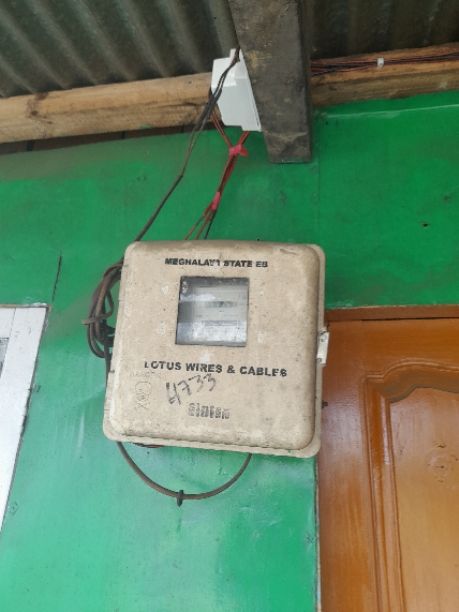 MEGHALAYA STATE EB
LOTUS WIRES & CABLES
4733
sintex